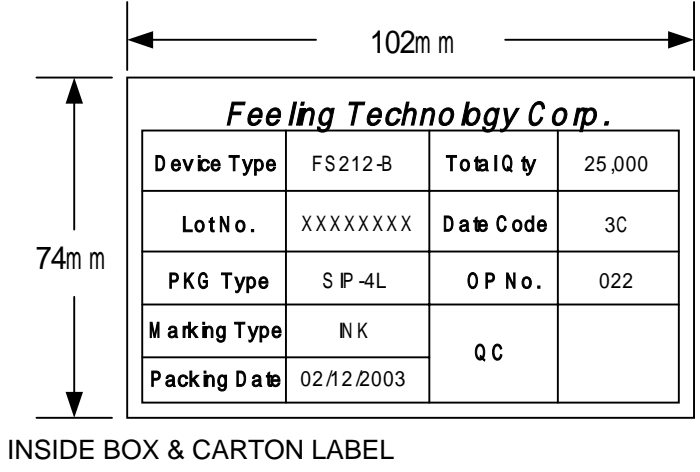 102mm
Feeling Technology Corp.
Device Type FS212-B Total Qty 25,000
Lot No. XXXXXXXX Date Code 3C
74mm
PKG Type SIP-4L OP No. 022
Marking Type INK
QC
Packing Date 02/12/2003
INSIDE BOX & CARTON LABEL